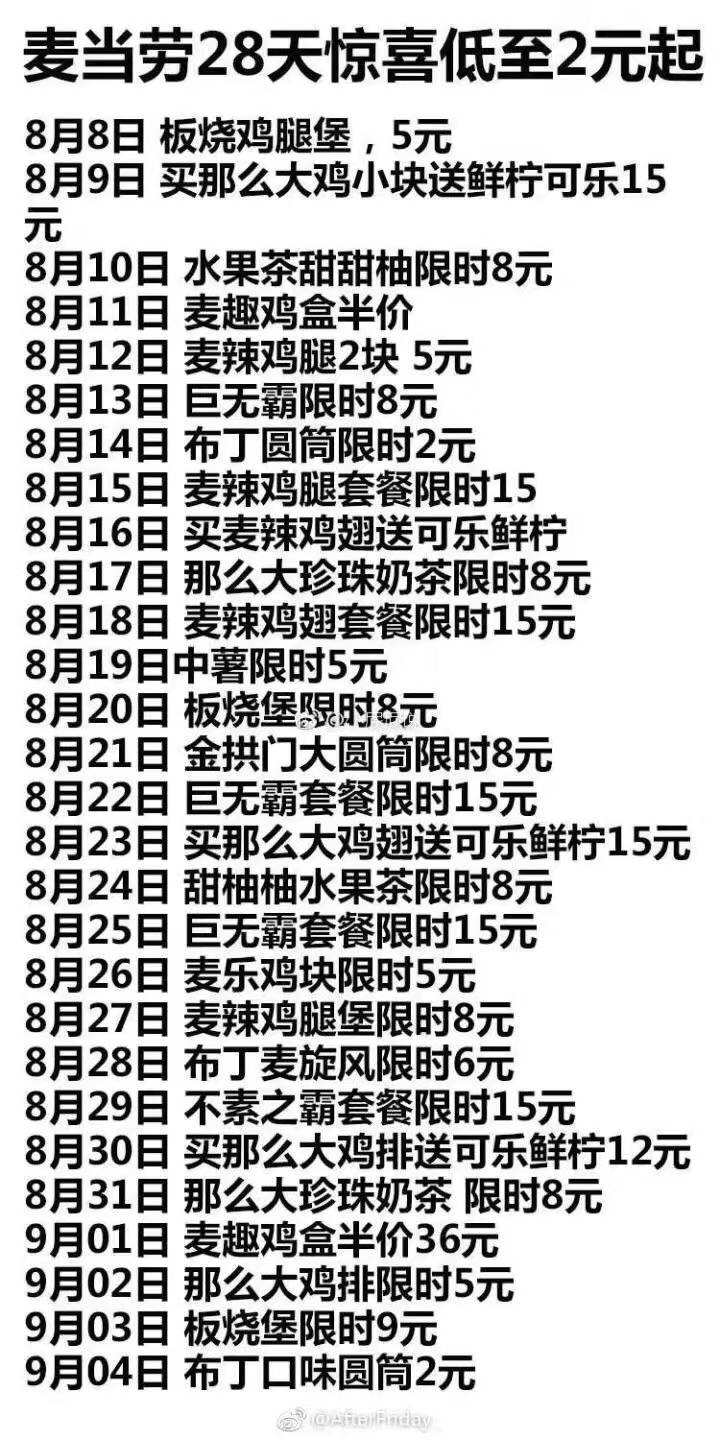 麦当劳28天惊喜低至2元起
8月8日 板烧鸡腿堡，5元
8月9日 买那么大鸡小块送鲜柠可乐15
元
8月10日 水果茶甜甜柚限时8元
8月11日 麦趣鸡盒半价
8月12日 麦辣鸡腿2块 5元
8月13日 巨无霸限时8元
8月14日 布丁圆筒限时2元
8月15日 麦辣鸡腿套餐限时15
8月16日 买麦辣鸡翅送可乐鲜柠
8月17日 那么大珍珠奶茶限时8元
8月18日 麦辣鸡翅套餐限时15元
8月19日中薯限时5元
8月20日 板烧堡限时8元
8月21日 金拱门大圆筒限时8元
8月22日 巨无霸套餐限时15元
8月23日 买那么大鸡翅送可乐鲜柠15元
8月24日 甜柚柚水果茶限时8元
8月25日 巨无霸套餐限时15元
8月26日 麦乐鸡块限时5元
8月27日 麦辣鸡腿堡限时8元
8月28日 布丁麦旋风限时6元
8月29日 不素之霸套餐限时15元
8月30日 买那么大鸡排送可乐鲜柠12元
8月31日 那么大珍珠奶茶 限时8元
9月01日 麦趣鸡盒半价36元
9月02日 那么大鸡排限时5元
9月03日 板烧堡限时9元
9月04日 布丁口味圆筒2元
@AfterFriday